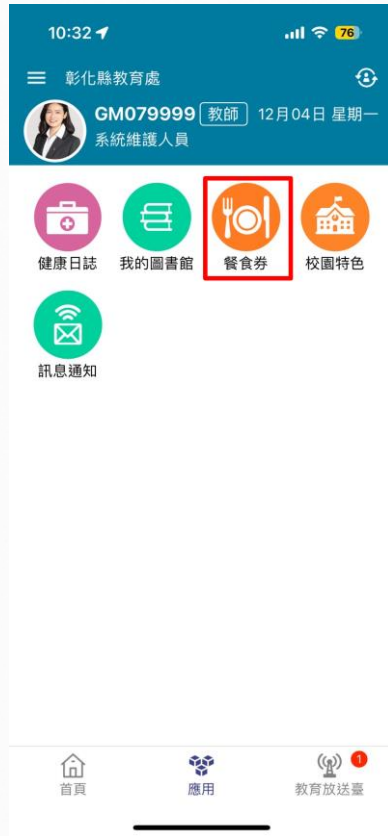 10:32
76
彰化縣教育處
GM079999 教師 12月04日 星期一
系統維護人員
健康日誌 我的圖書館 餐食券 校園特色
訊息通知
1
首頁 應用 教育放送臺